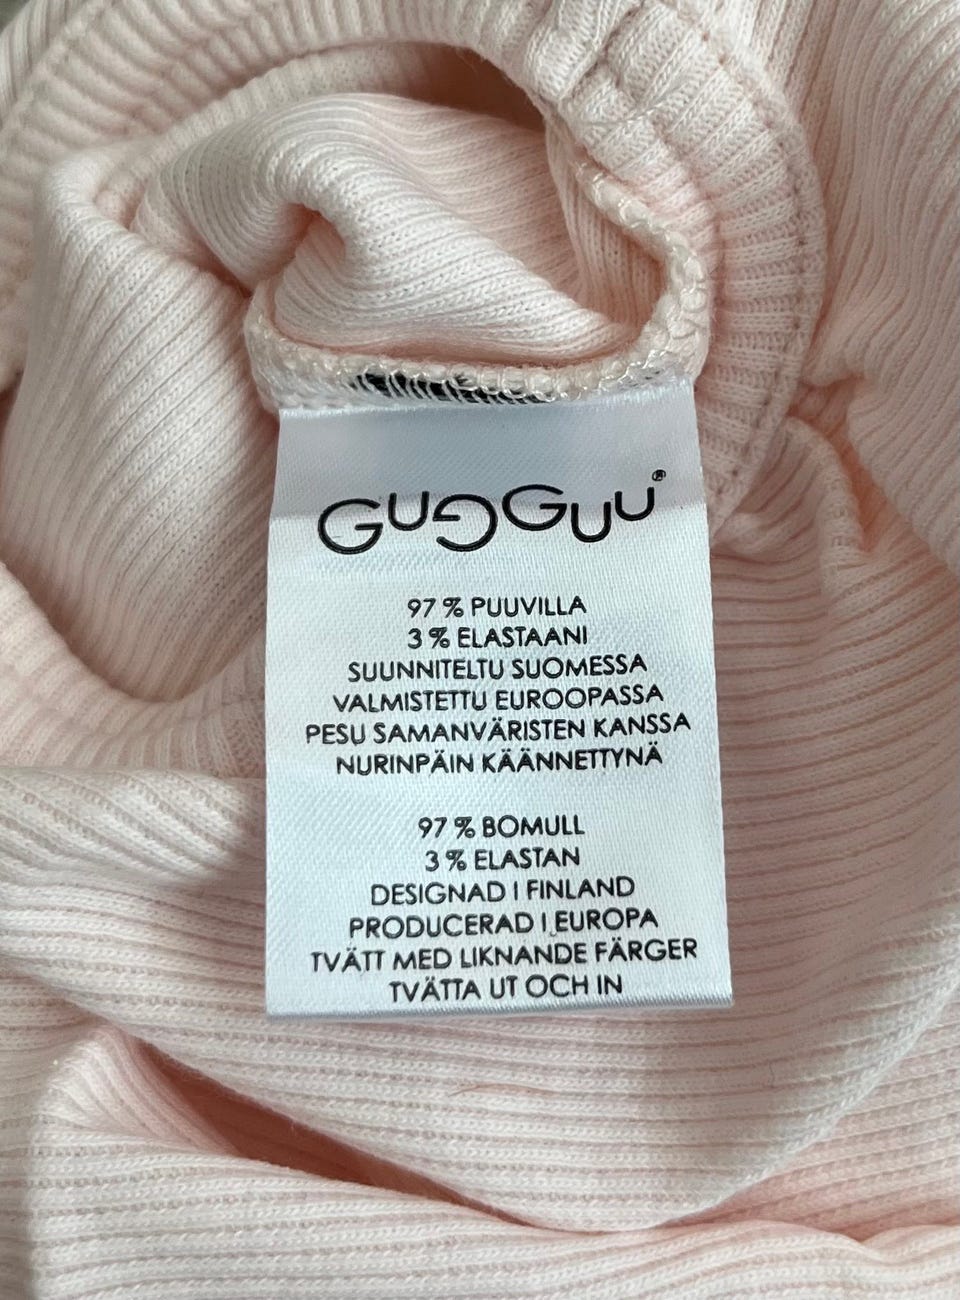 GUGGUU®
97 % PUUVILLA
3 % ELASTAANI
SUUNNITELTU SUOMESSA
VALMISTETTU EUROOPASSA
PESU SAMANVÄRISTEN KANSSA
NURINPÄIN KÄÄNNETTYNÄ
97 % BOMULL
3 % ELASTAN
DESIGNAD I FINLAND
PRODUCERAD I EUROPA
TVÄTT MED LIKNANDE FÄRGER
TVÄTTA UT OCH IN